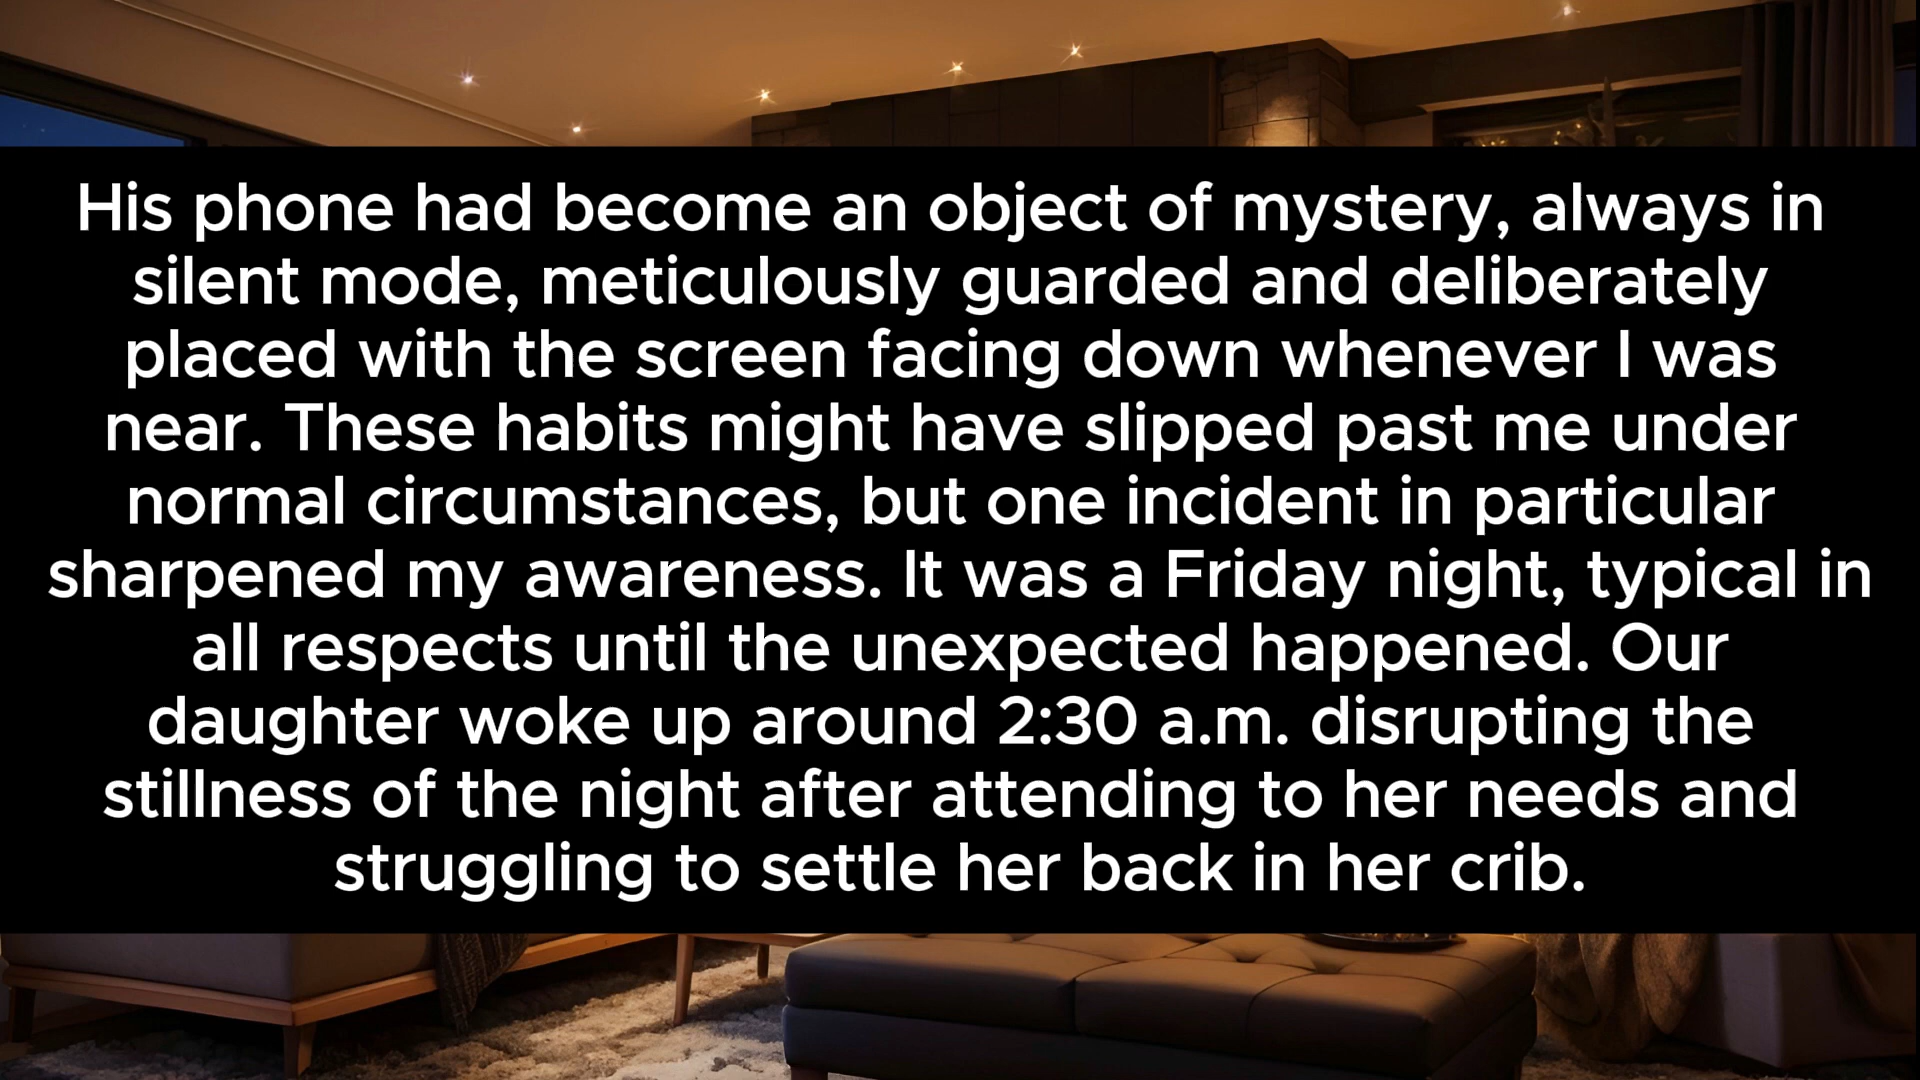 His phone had become an object of mystery, always in
silent mode, meticulously guarded and deliberately
placed with the screen facing down whenever I was
near. These habits might have slipped past me under
normal circumstances, but one incident in particular
sharpened my awareness. It was a Friday night, typical in
all respects until the unexpected happened. Our
daughter woke up around 2:30 a.m. disrupting the
stillness of the night after attending to her needs and
struggling to settle her back in her crib.